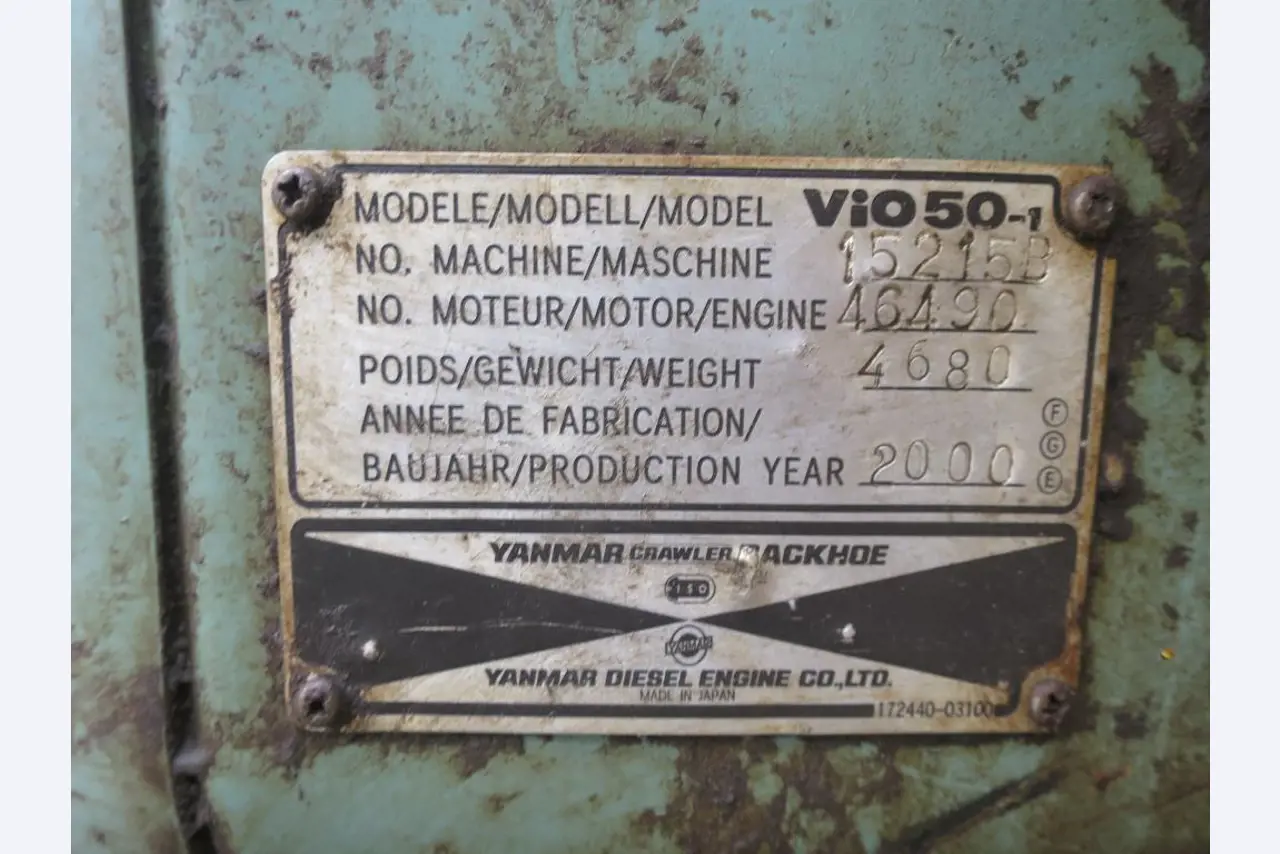 MODELE/MODELL/MODEL ViO50-1
NO. MACHINE/MASCHINE 15215B
NO. MOTEUR/MOTOR/ENGINE 46490
POIDS/GEWICHT/WEIGHT 4680
ANNEE DE FABRICATION/
BAUJAHR/PRODUCTION YEAR 2000
F
G
E
YANMAR CRAWLER BACKHOE
YANMAR
YANMAR DIESEL ENGINE CO.,LTD.
MADE IN JAPAN
172440-03100